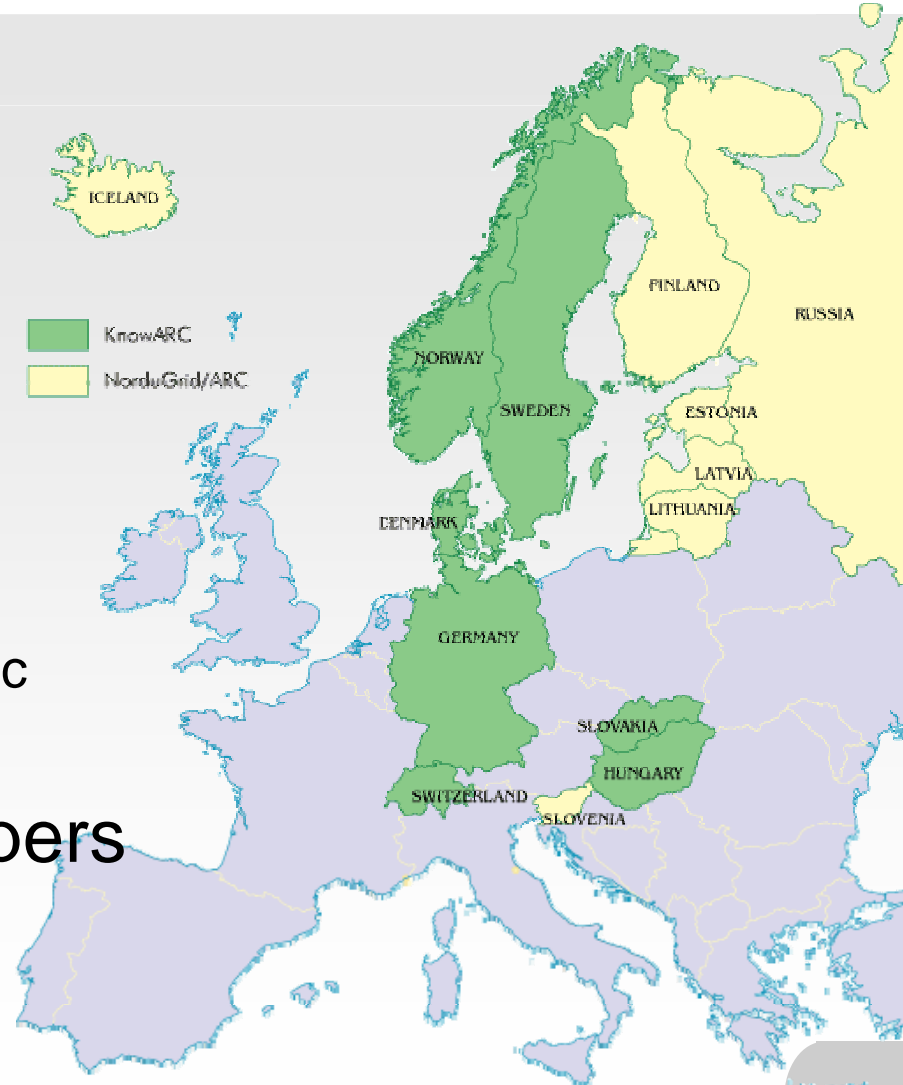 ICELAND
FINLAND
RUSSIA
KnowARC
NORWAY
NorduGrid/ARC
SWEDEN
ESTONIA
LATVIA
LITHUANIA
DENMARK
GERMANY
c
SLOVAKIA
HUNGARY
SWITZERLAND
SLOVENIA
bers